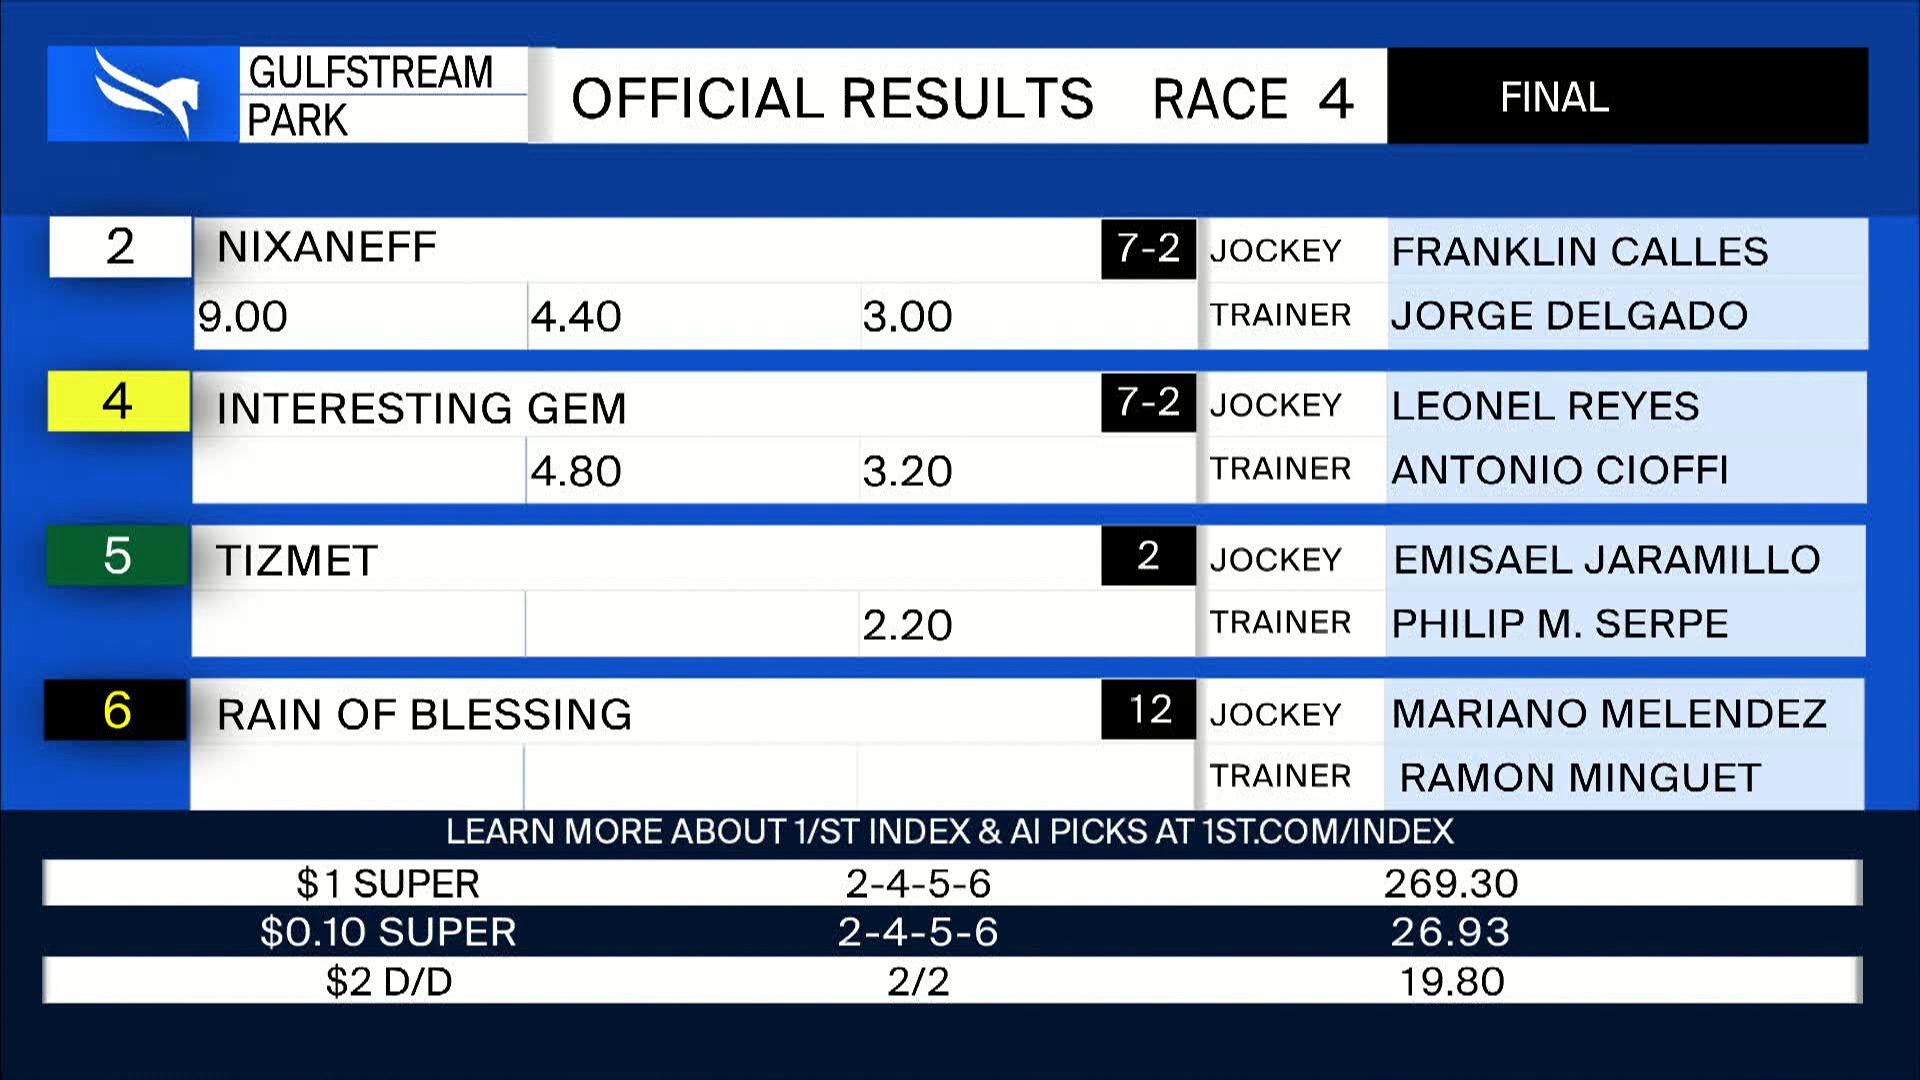 GULFSTREAM
PARK
OFFICIAL RESULTS RACE 4 FINAL
2 NIXANEFF 7-2 JOCKEY FRANKLIN CALLES
9.00 4.40 3.00 TRAINER JORGE DELGADO
4 INTERESTING GEM 7-2 JOCKEY LEONEL REYES
4.80 3.20 TRAINER ANTONIO CIOFFI
5 TIZMET 2 JOCKEY EMISAEL JARAMILLO
2.20 TRAINER PHILIP M. SERPE
6 RAIN OF BLESSING 12 JOCKEY MARIANO MELENDEZ
TRAINER RAMON MINGUET
LEARN MORE ABOUT 1/ST INDEX & AI PICKS AT 1ST.COM/INDEX
$1 SUPER 2-4-5-6 269.30
$0.10 SUPER 2-4-5-6 26.93
$2 D/D 2/2 19.80